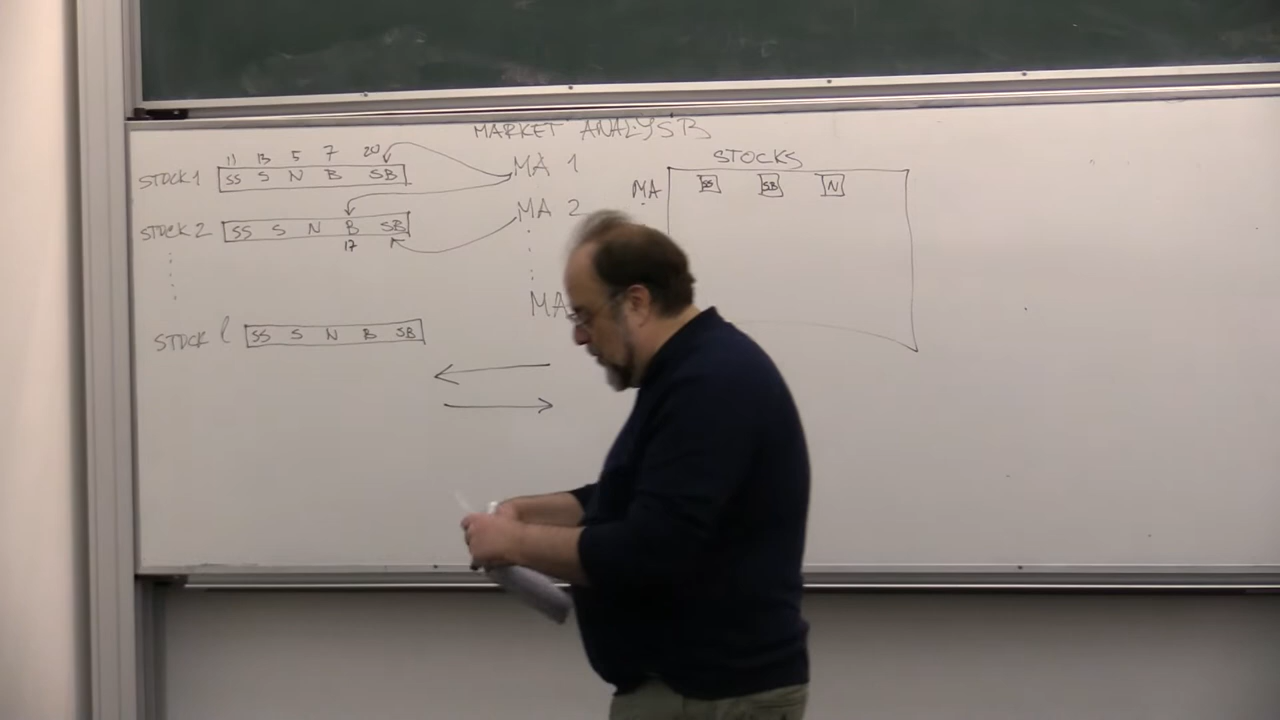 MARKET ANALYSIS
11 13 5 7 20
STOCK 1 SS S N B SB
STOCK 2 SS S N B SB
17
STOCK l SS S N B SB
MA 1
MA 2
MA
STOCKS
MA SS SB N